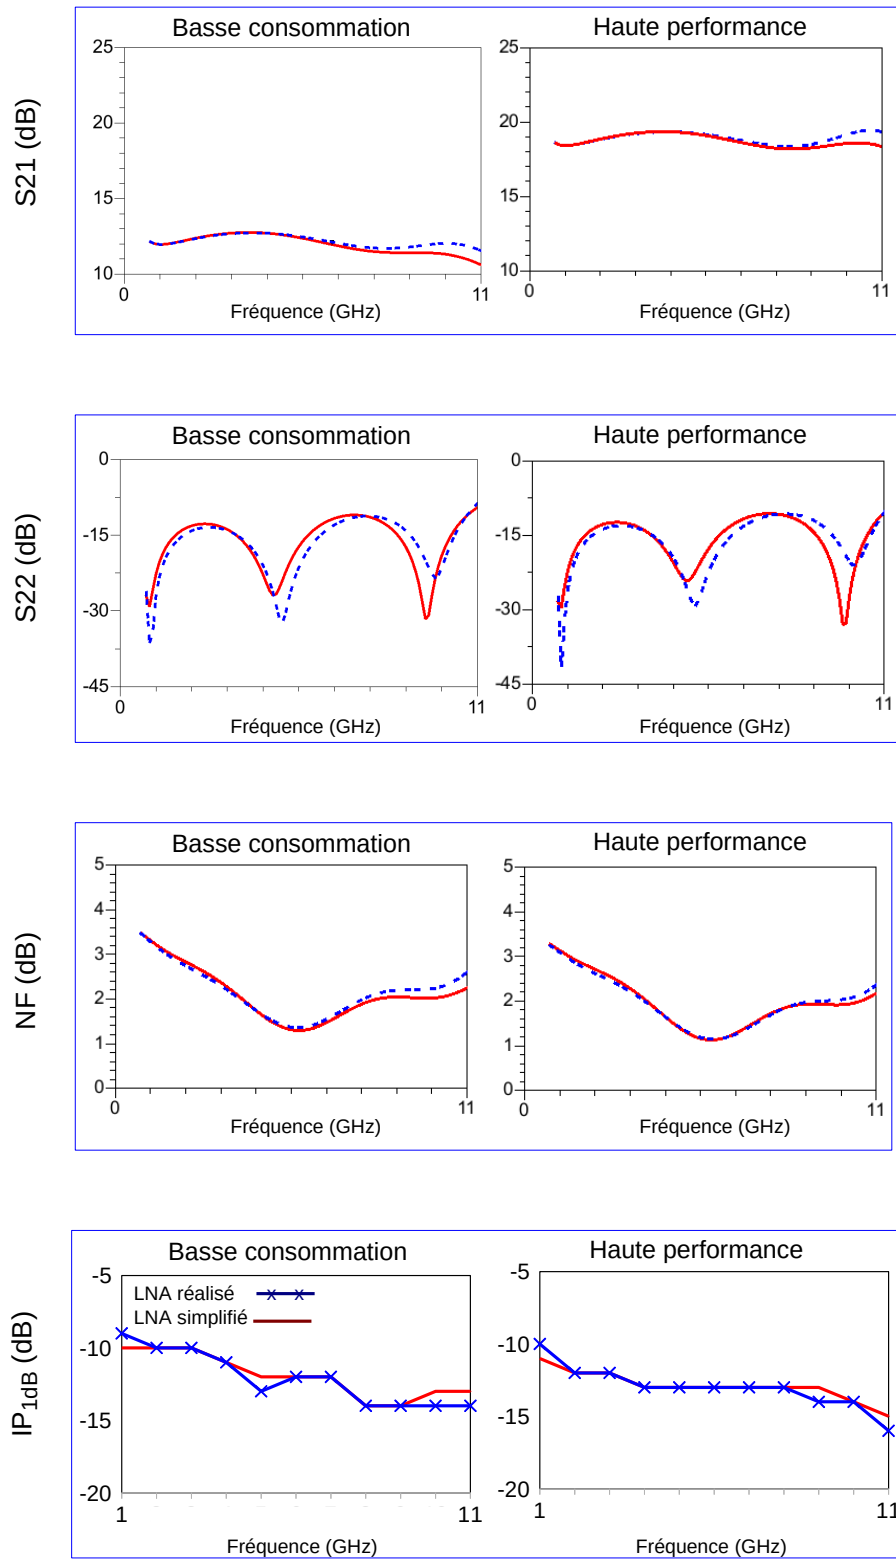 Basse consommation
Haute performance
S21 (dB)
25
20
15
10
0
11
Fréquence (GHz)
25
20
15
10
0
11
Fréquence (GHz)
Basse consommation
Haute performance
S22 (dB)
0
-15
-30
-45
0
11
Fréquence (GHz)
0
-15
-30
-45
0
11
Fréquence (GHz)
Basse consommation
Haute performance
NF (dB)
5
4
3
2
1
0
0
11
Fréquence (GHz)
5
4
3
2
1
0
0
11
Fréquence (GHz)
Basse consommation
Haute performance
IP1dB (dB)
-5
-10
-15
-20
LNA réalisé
LNA simplifié
1
11
Fréquence (GHz)
-5
-10
-15
-20
1
11
Fréquence (GHz)